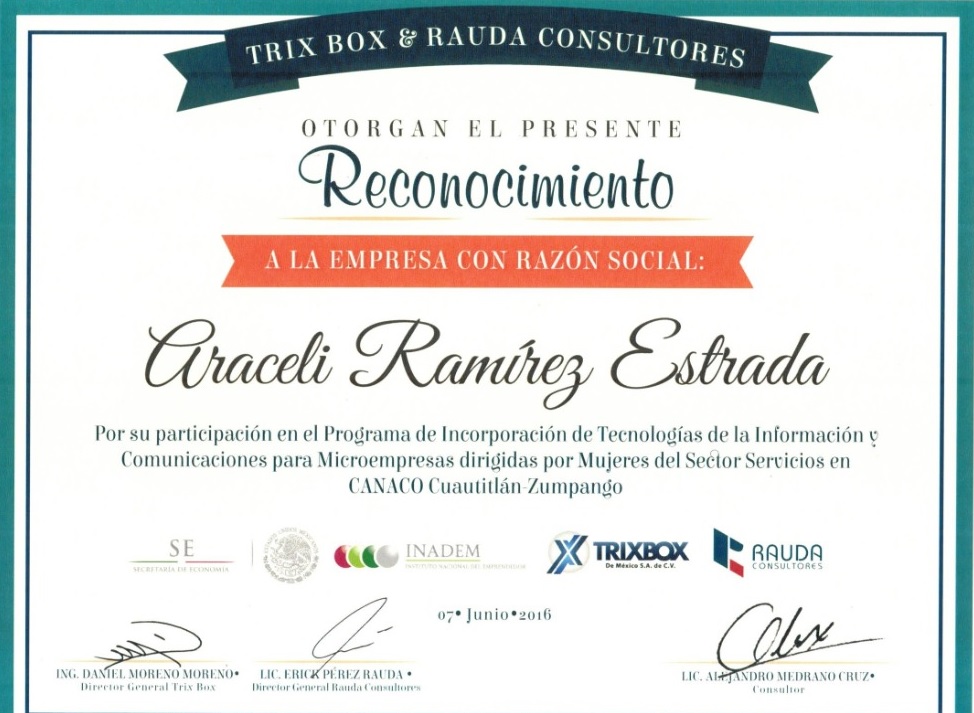 TRIX BOX & RAUDA CONSULTORES
OTORGAN EL PRESENTE
Reconocimiento
A LA EMPRESA CON RAZÓN SOCIAL:
Araceli Ramírez Estrada
Por su participación en el Programa de Incorporación de Tecnologías de la Información y
Comunicaciones para Microempresas dirigidas por Mujeres del Sector Servicios en
CANACO Cuautitlán-Zumpango
SE
SECRETARÍA DE ECONOMÍA
INADEM
INSTITUTO NACIONAL DEL EMPRENDEDOR
TRIXBOX
De México S.A. de C.V.
RAUDA
CONSULTORES
07• Junio•2016
ING. DANIEL MORENO MORENO•
Director General Trix Box
LIC. ERICK PÉREZ RAUDA •
Director General Rauda Consultores
Alex
LIC. ALEJANDRO MEDRANO CRUZ•
Consultor